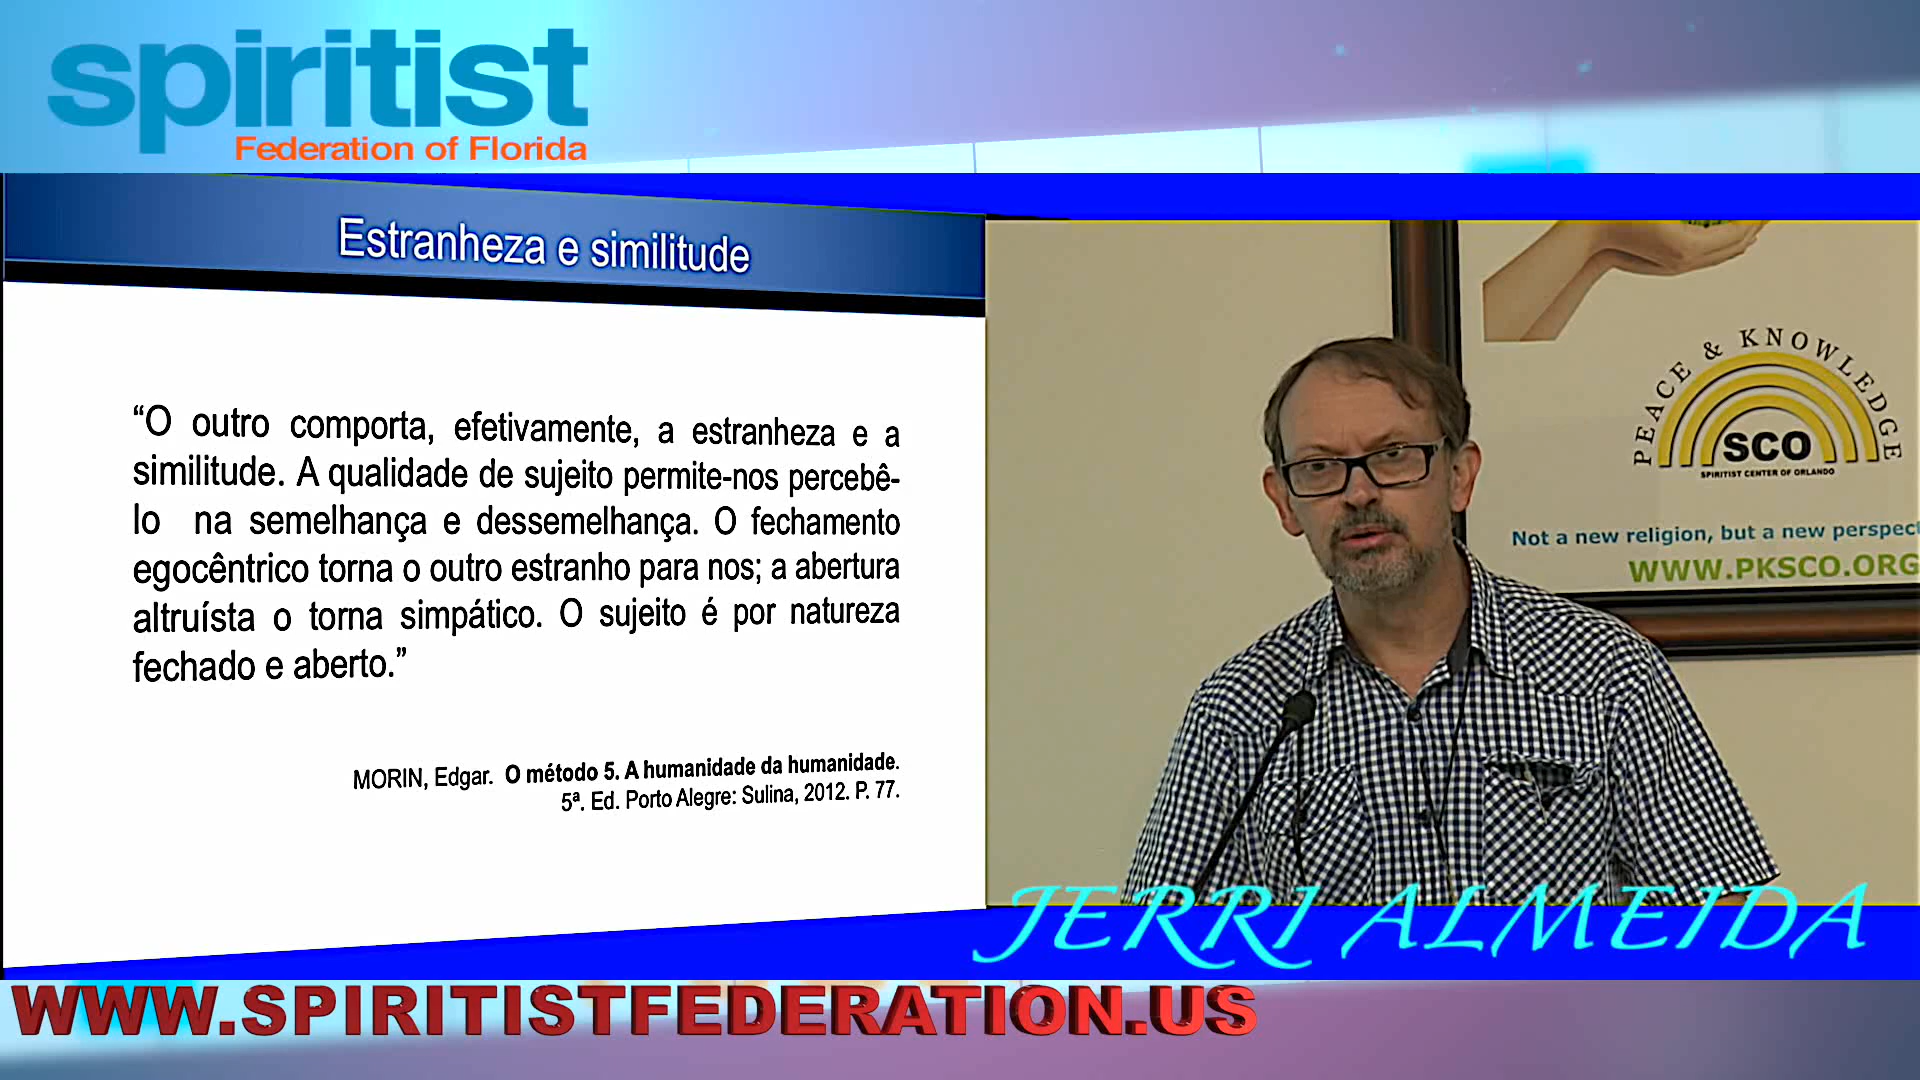 spiritist
Federation of Florida
Estranheza e similitude
“O outro comporta, efetivamente, a estranheza e a
similitude. A qualidade de sujeito permite-nos percebê-
lo na semelhança e dessemelhança. O fechamento
egocêntrico torna o outro estranho para nos; a abertura
altruísta o torna simpático. O sujeito é por natureza
fechado e aberto.”
MORIN, Edgar. O método 5. A humanidade da humanidade.
5ª. Ed. Porto Alegre: Sulina, 2012. P. 77.
PEACE & KNOWLEDGE
SCO
SPIRITIST CENTER OF ORLANDO
Not a new religion, but a new perspect
WWW.PKSCO.ORG
JERRI ALMEIDA
WWW.SPIRITISTFEDERATION.US